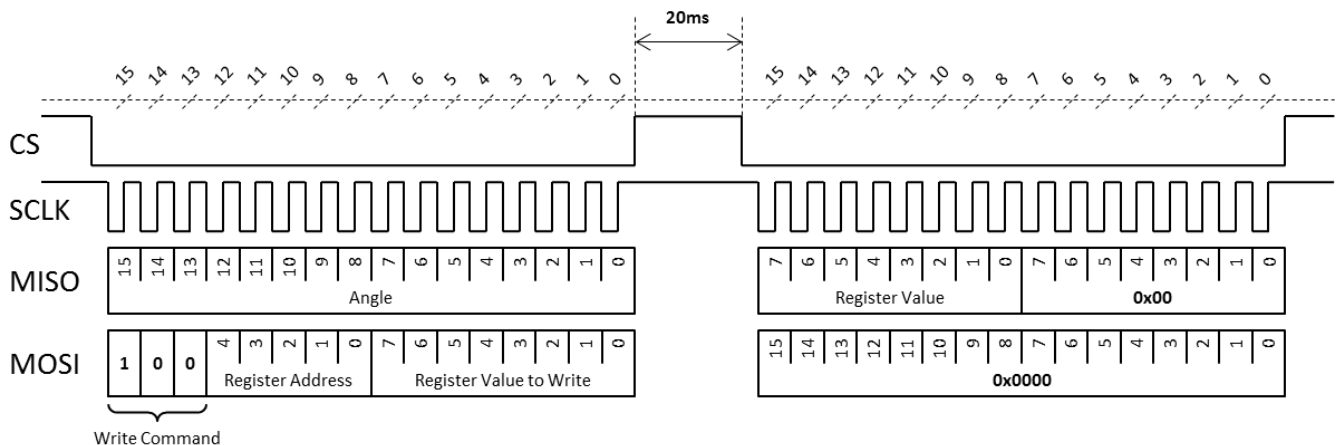 20ms
15 14 13 12 11 10 9 8 7 6 5 4 3 2 1 0 15 14 13 12 11 10 9 8 7 6 5 4 3 2 1 0
CS
SCLK
MISO
15 14 13 12 11 10 9 8 7 6 5 4 3 2 1 0 7 6 5 4 3 2 1 0 7 6 5 4 3 2 1 0
Angle Register Value 0x00
MOSI
1 0 0 4 3 2 1 0 7 6 5 4 3 2 1 0 15 14 13 12 11 10 9 8 7 6 5 4 3 2 1 0
Register Address Register Value to Write 0x0000
Write Command